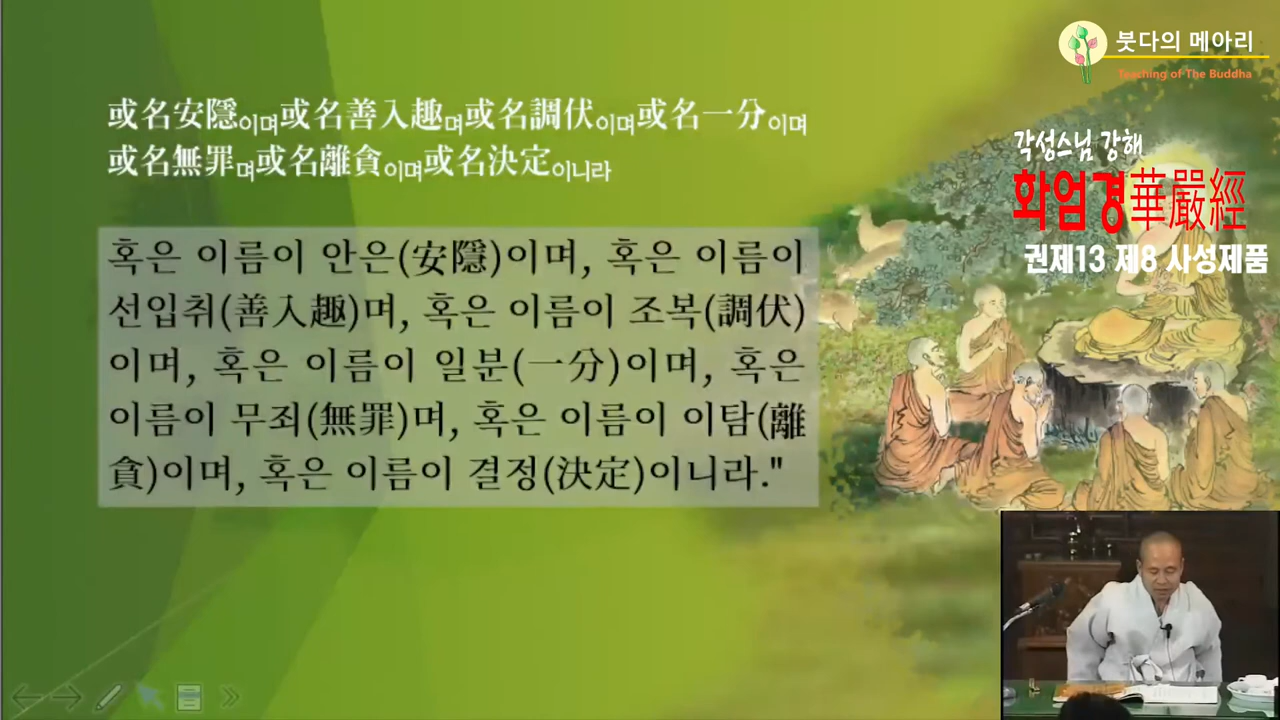 붓다의 메아리
Teaching of The Buddha
或名安隱이며或名善入趣며或名調伏이며或名一分이며
或名無罪며或名離貪이며或名決定이니라
각성스님 강해
화엄경華嚴經
권제13 제8 사성제품
혹은 이름이 안은(安隱)이며, 혹은 이름이
선입취(善入趣)며, 혹은 이름이 조복(調伏)
이며, 혹은 이름이 일분(一分)이며, 혹은
이름이 무죄(無罪)며, 혹은 이름이 이탐(離
貪)이며, 혹은 이름이 결정(決定)이니라."